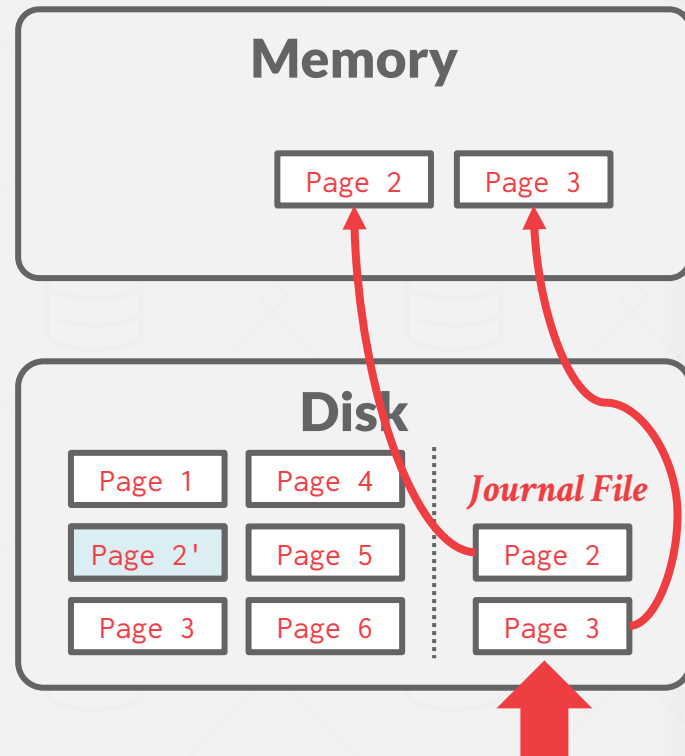 Memory
Page 2
Page 3
Disk
Page 1
Page 4
Journal File
Page 2'
Page 5
Page 2
Page 3
Page 6
Page 3